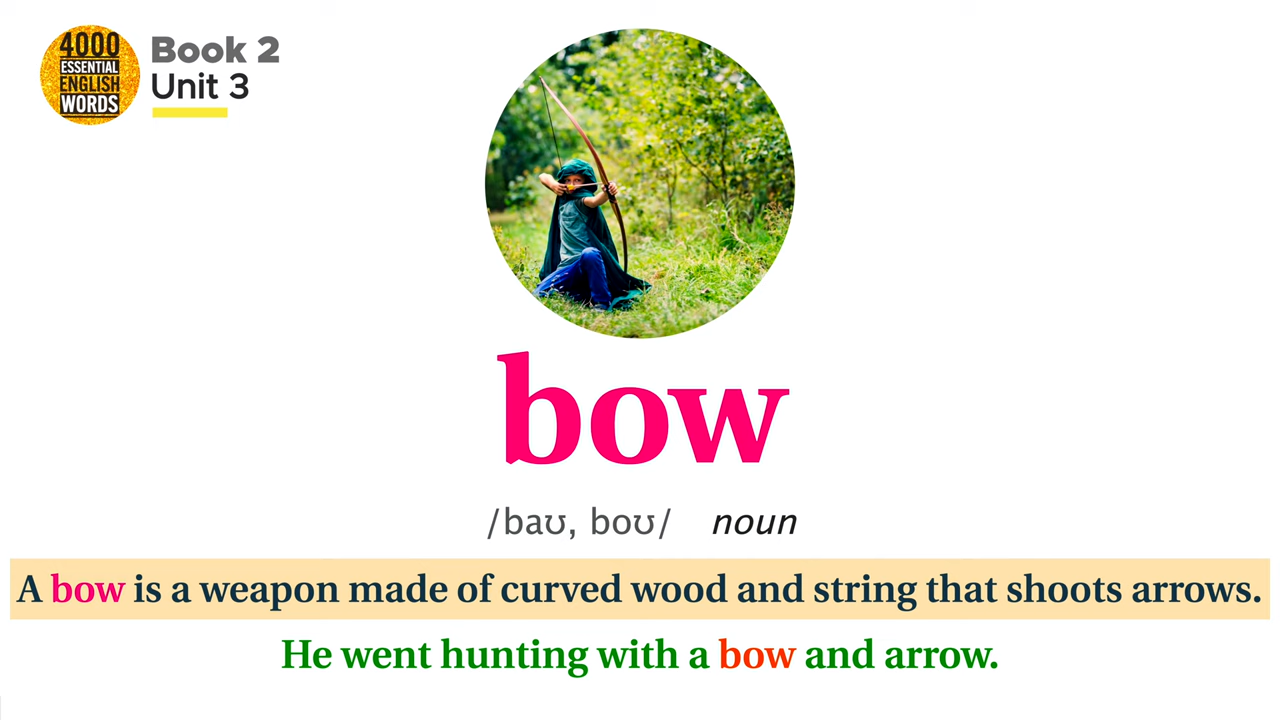 4000
ESSENTIAL
ENGLISH
WORDS
Book 2
Unit 3
bow
/baʊ, boʊ/ noun
A bow is a weapon made of curved wood and string that shoots arrows.
He went hunting with a bow and arrow.